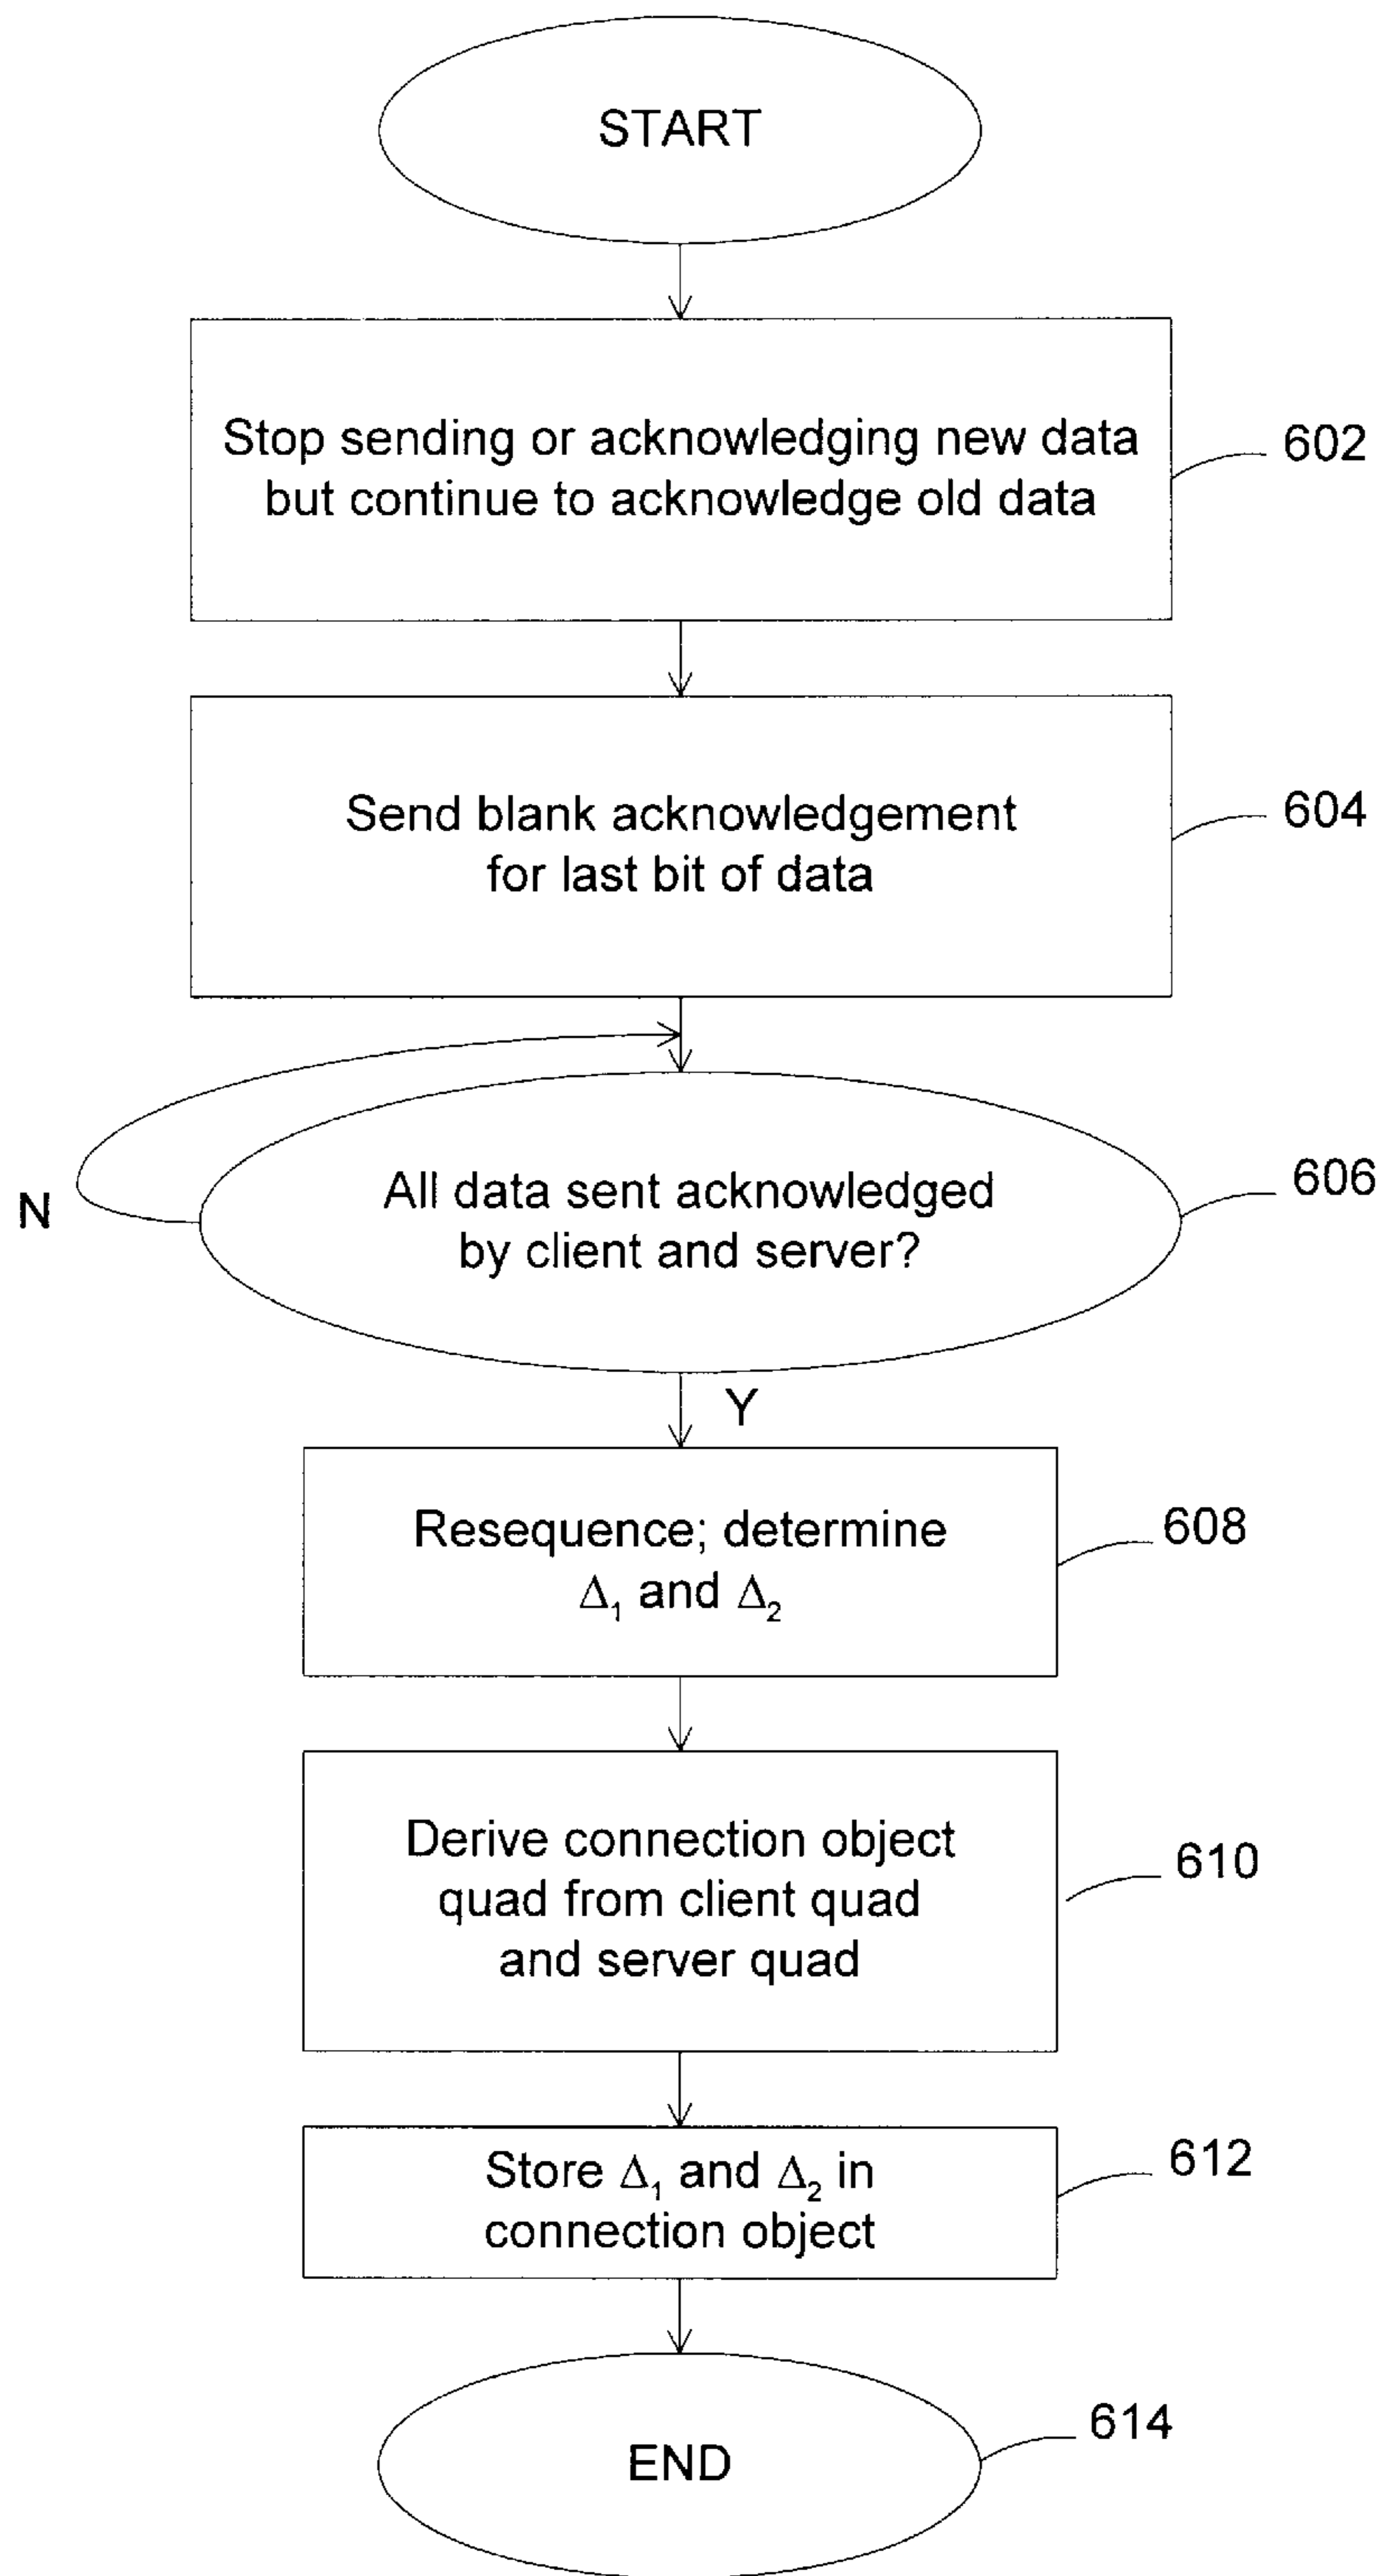 START
Stop sending or acknowledging new data
but continue to acknowledge old data
602
Send blank acknowledgement
for last bit of data
604
All data sent acknowledged
by client and server?
606
N
Y
Resequence; determine
Δ₁ and Δ₂
608
Derive connection object
quad from client quad
and server quad
610
Store Δ₁ and Δ₂ in
connection object
612
END
614